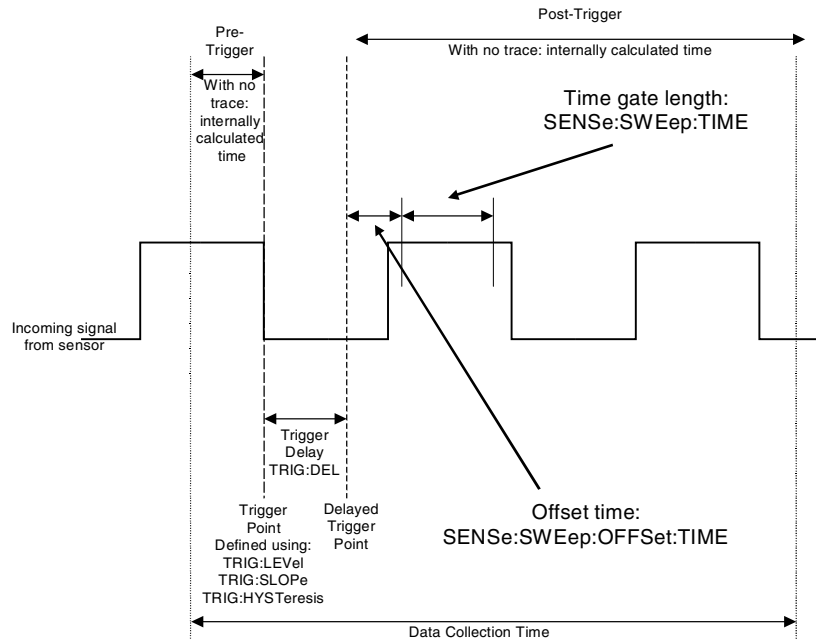 Pre-
Trigger
With no
trace:
internally
calculated
time
Post-Trigger
With no trace: internally calculated time
Time gate length:
SENSe:SWEep:TIME
Incoming signal
from sensor
Trigger
Delay
TRIG:DEL
Trigger
Point
Defined using:
TRIG:LEVel
TRIG:SLOPe
TRIG:HYSTeresis
Delayed
Trigger
Point
Offset time:
SENSe:SWEep:OFFSet:TIME
Data Collection Time